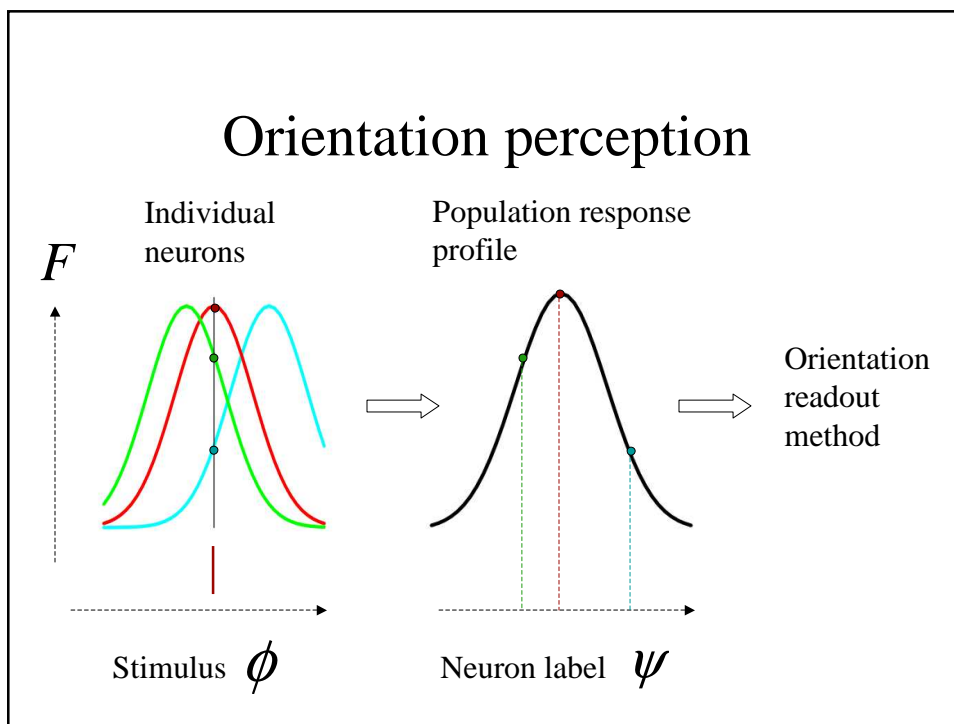 Orientation perception
Individual
neurons
Population response
profile
F
Orientation
readout
method
Stimulus ϕ
Neuron label ψ